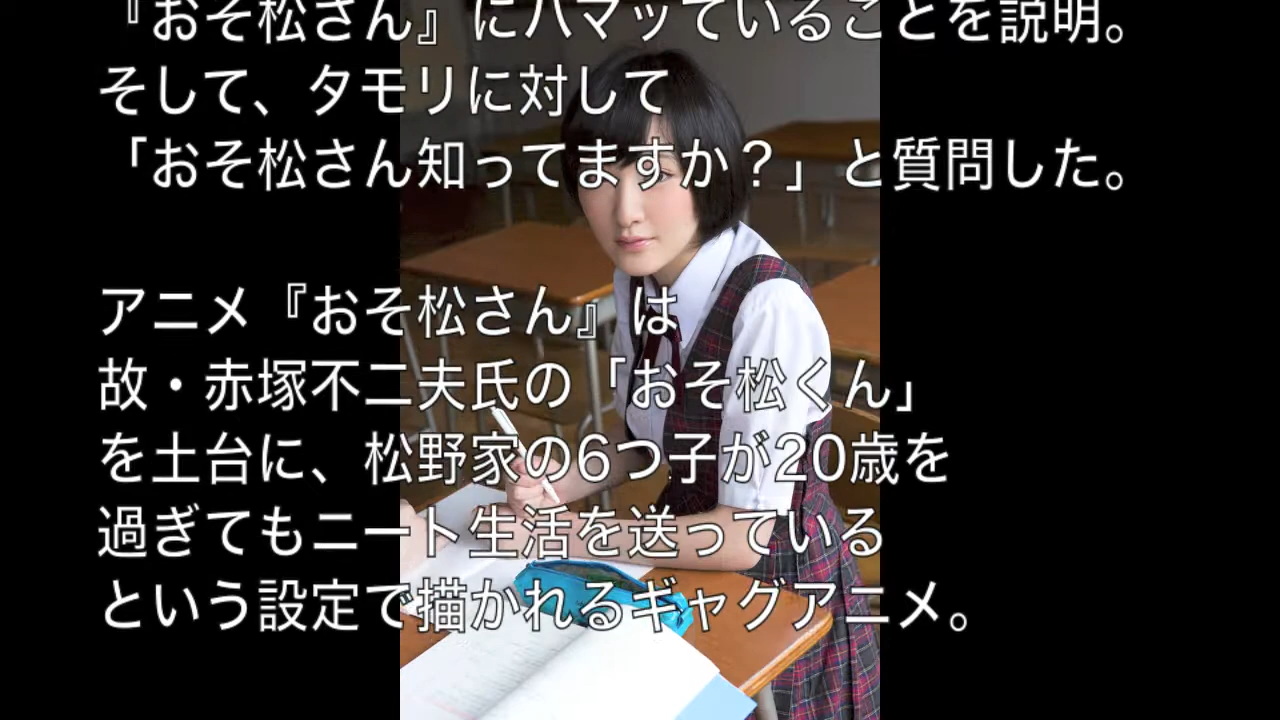 『おそ松さん』にハマッていることを説明。
そして、タモリに対して
「おそ松さん知ってますか？」と質問した。
アニメ『おそ松さん』は
故・赤塚不二夫氏の「おそ松くん」
を土台に、松野家の6つ子が20歳を
過ぎてもニート生活を送っている
という設定で描かれるギャグアニメ。